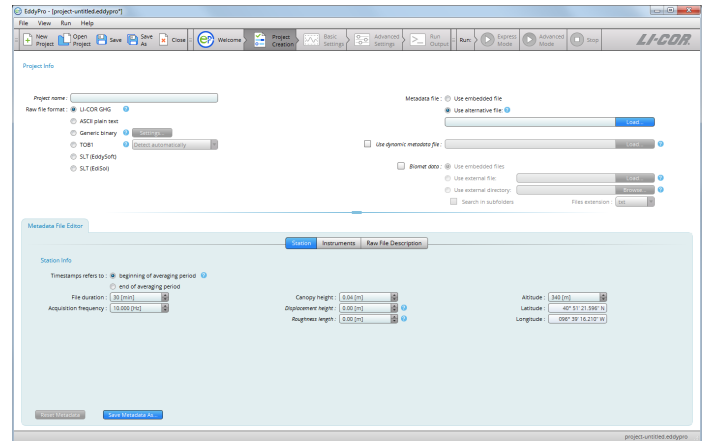 EddyPro - [project-untitled.eddypro*]
File View Run Help
New Project Open Project Save Save As Close eP Welcome Project Creation Basic Settings Advanced Settings Run Output Run: Express Mode Advanced Mode Stop LI-COR.
Project Info
Project name :
Metadata file : Use embedded file
Raw file format : LI-COR GHG ?
Use alternative file: ?
ASCII plain text
Load...
Generic binary ? Settings...
TOB1 ? Detect automatically
Use dynamic metadata file : Load... ?
SLT (EddySoft)
SLT (EdiSol)
Biomet data : Use embedded files
Use external file: Load... ?
Use external directory: Browse... ?
Search in subfolders Files extension : txt
Metadata File Editor
Station Instruments Raw File Description
Station Info
Timestamps refers to : beginning of averaging period ?
end of averaging period
File duration : 30 [min] Canopy height : 0.04 [m] Altitude : 340 [m]
Acquisition frequency : 10.000 [Hz] Displacement height : 0.00 [m] ? Latitude : 40° 51' 21.596" N
Roughness length : 0.00 [m] ? Longitude : 096° 39' 16.210" W
Reset Metadata Save Metadata As...
project-untitled.eddypro